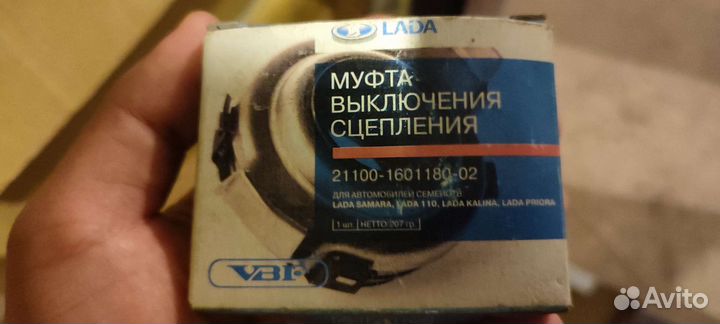 LADA
МУФТА
ВЫКЛЮЧЕНИЯ
СЦЕПЛЕНИЯ
21100-1601180-02
ДЛЯ АВТОМОБИЛЕЙ СЕМЕЙСТВ
LADA SAMARA, LADA 110, LADA KALINA, LADA PRIORA
1 шт. НЕТТО: 207 гр.
VBF
Avito